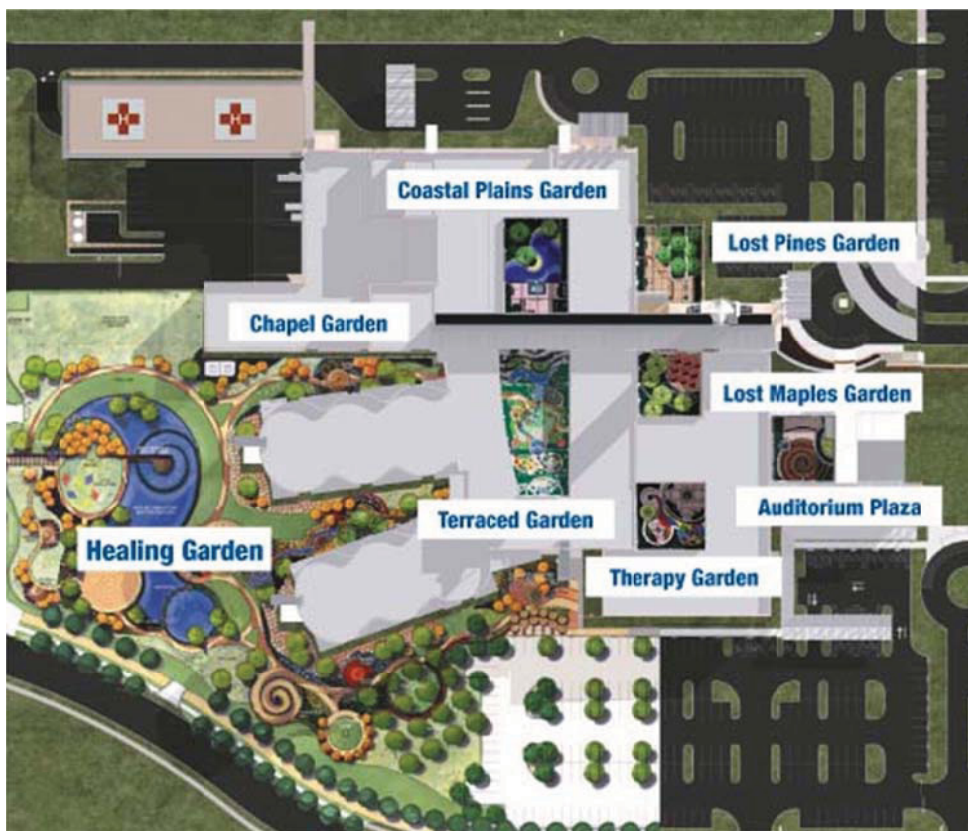 H
H
Coastal Plains Garden
Lost Pines Garden
Chapel Garden
Lost Maples Garden
Terraced Garden
Auditorium Plaza
Healing Garden
Therapy Garden